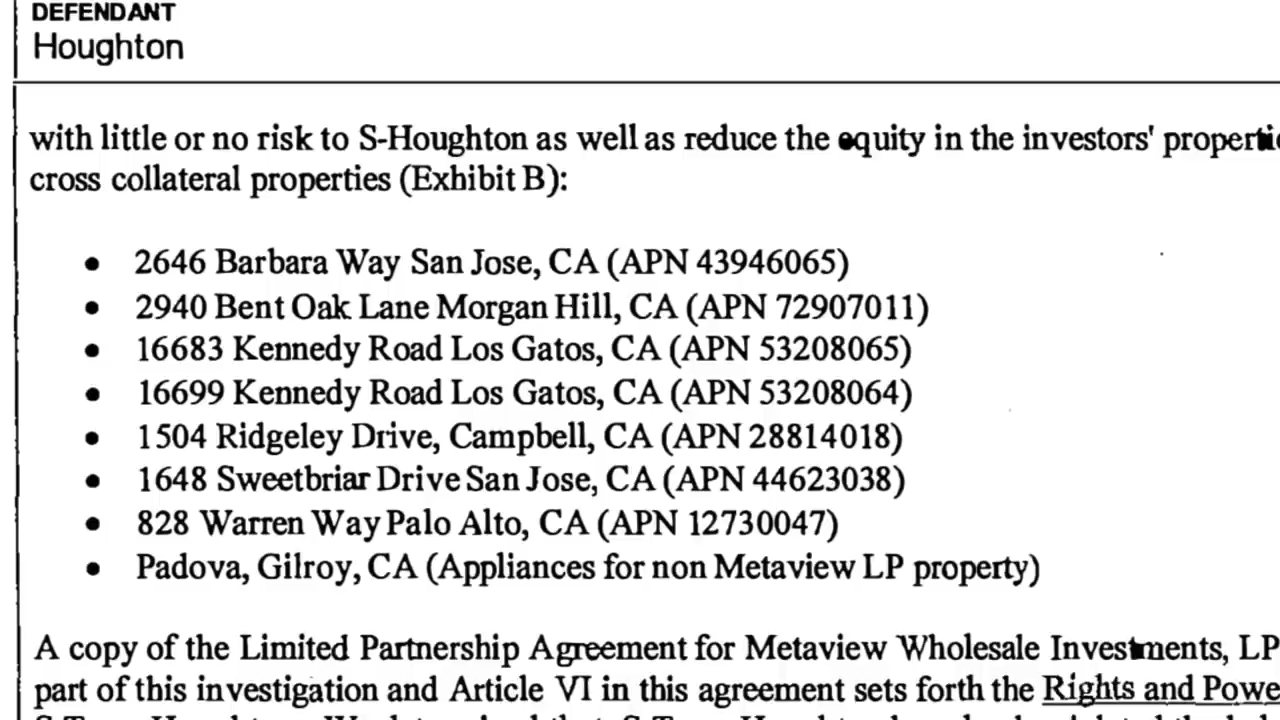 DEFENDANT
Houghton
with little or no risk to S-Houghton as well as reduce the equity in the investors'
cross collateral properties (Exhibit B):
• 2646 Barbara Way San Jose, CA (APN 43946065)
• 2940 Bent Oak Lane Morgan Hill, CA (APN 72907011)
• 16683 Kennedy Road Los Gatos, CA (APN 53208065)
• 16699 Kennedy Road Los Gatos, CA (APN 53208064)
• 1504 Ridgeley Drive, Campbell, CA (APN 28814018)
• 1648 Sweetbriar Drive San Jose, CA (APN 44623038)
• 828 Warren Way Palo Alto, CA (APN 12730047)
• Padova, Gilroy, CA (Appliances for non Metaview LP property)
A copy of the Limited Partnership Agreement for Metaview Wholesale Investments, LP
part of this investigation and Article VI in this agreement sets forth the Rights and Powe